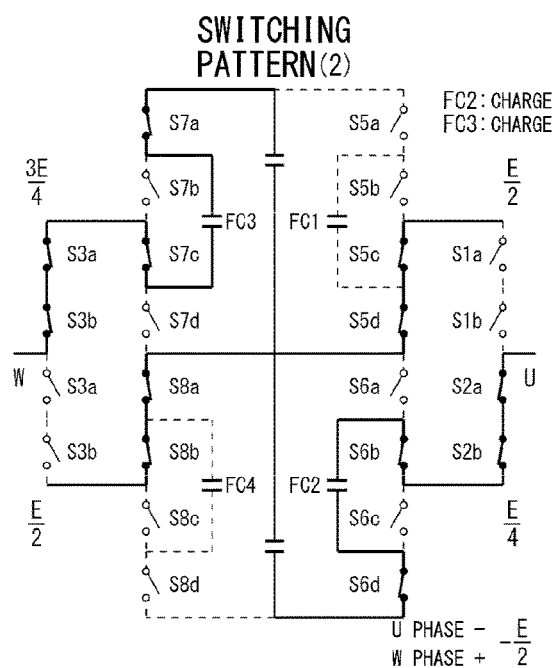 SWITCHING
PATTERN(2)
FC2: CHARGE
FC3: CHARGE
S7a
S5a
3E/4
S7b
S5b
E/2
FC3
FC1
S3a
S7c
S5c
S1a
S3b
S7d
S5d
S1b
W
S3a
S8a
S6a
S2a
U
S3b
S8b
S6b
S2b
FC4
FC2
E/2
S8c
S6c
E/4
S8d
S6d
U PHASE -
W PHASE +
-E/2